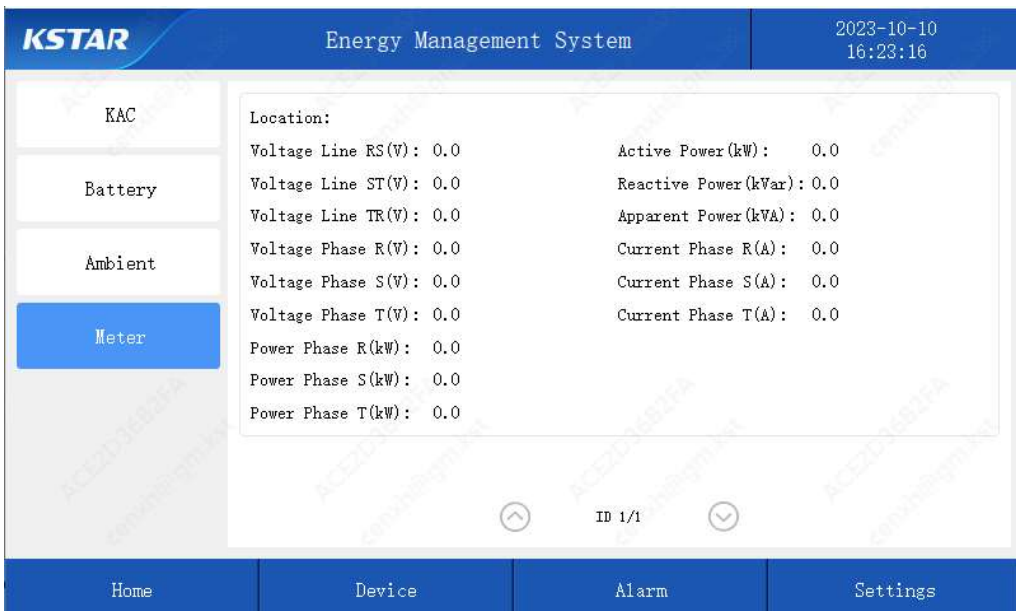 KSTAR
Energy Management System
2023-10-10
16:23:16
KAC
Battery
Ambient
Meter
Location:
Voltage Line RS(V): 0.0
Voltage Line ST(V): 0.0
Voltage Line TR(V): 0.0
Voltage Phase R(V): 0.0
Voltage Phase S(V): 0.0
Voltage Phase T(V): 0.0
Power Phase R(kW): 0.0
Power Phase S(kW): 0.0
Power Phase T(kW): 0.0
Active Power(kW): 0.0
Reactive Power(kVar): 0.0
Apparent Power(kVA): 0.0
Current Phase R(A): 0.0
Current Phase S(A): 0.0
Current Phase T(A): 0.0
ID 1/1
Home
Device
Alarm
Settings